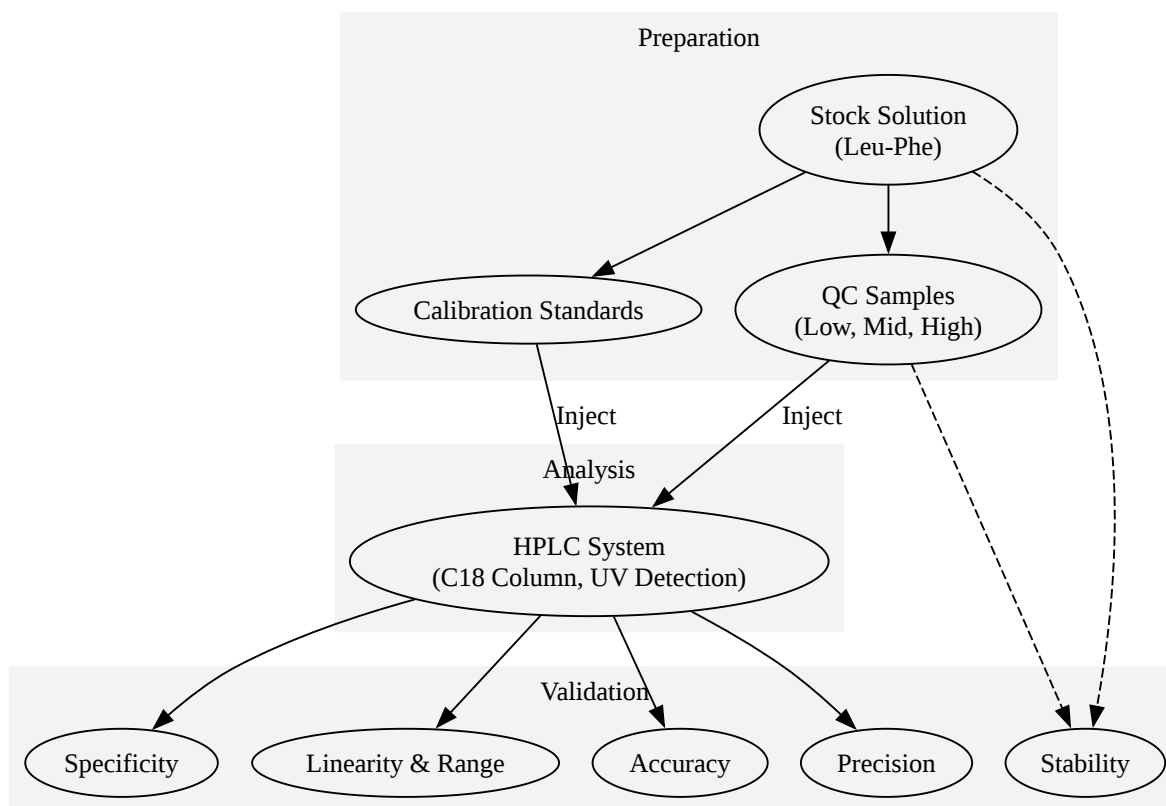 Preparation
Stock Solution
(Leu-Phe)
Calibration Standards
QC Samples
(Low, Mid, High)
Inject
Inject
Analysis
HPLC System
(C18 Column, UV Detection)
Validation
Specificity
Linearity & Range
Accuracy
Precision
Stability